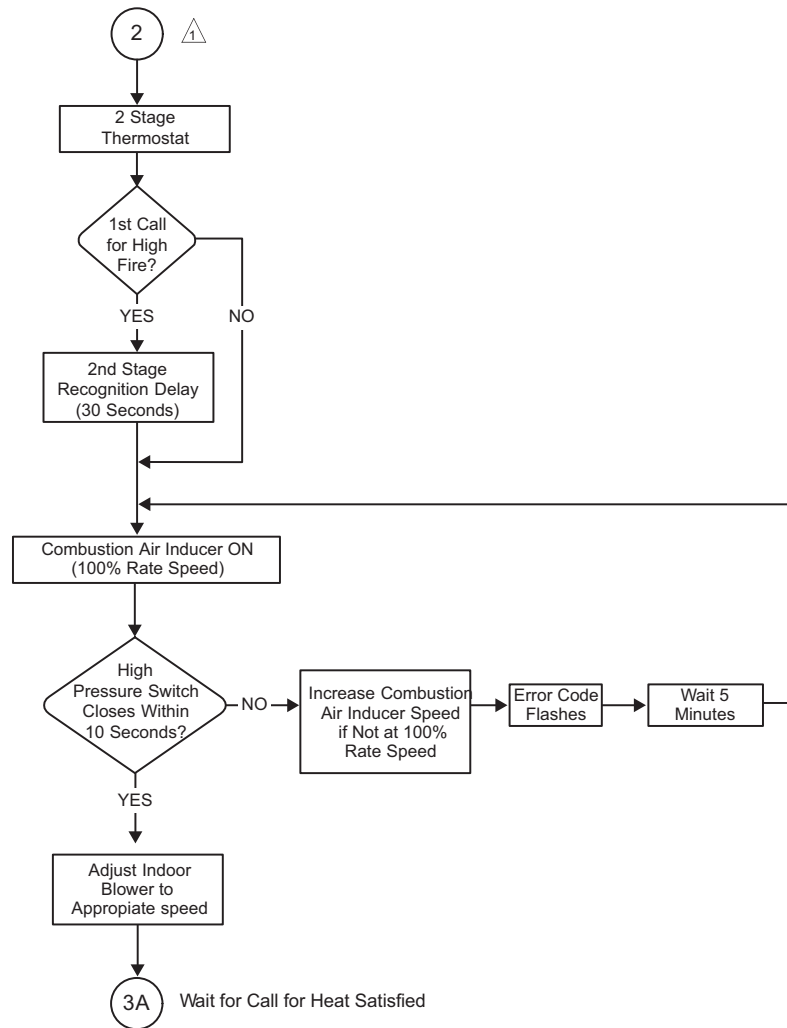 2
1
2 Stage
Thermostat
1st Call
for High
Fire?
YES
NO
2nd Stage
Recognition Delay
(30 Seconds)
Combustion Air Inducer ON
(100% Rate Speed)
High
Pressure Switch
Closes Within
10 Seconds?
NO
Increase Combustion
Air Inducer Speed
if Not at 100%
Rate Speed
Error Code
Flashes
Wait 5
Minutes
YES
Adjust Indoor
Blower to
Appropiate speed
3A
Wait for Call for Heat Satisfied